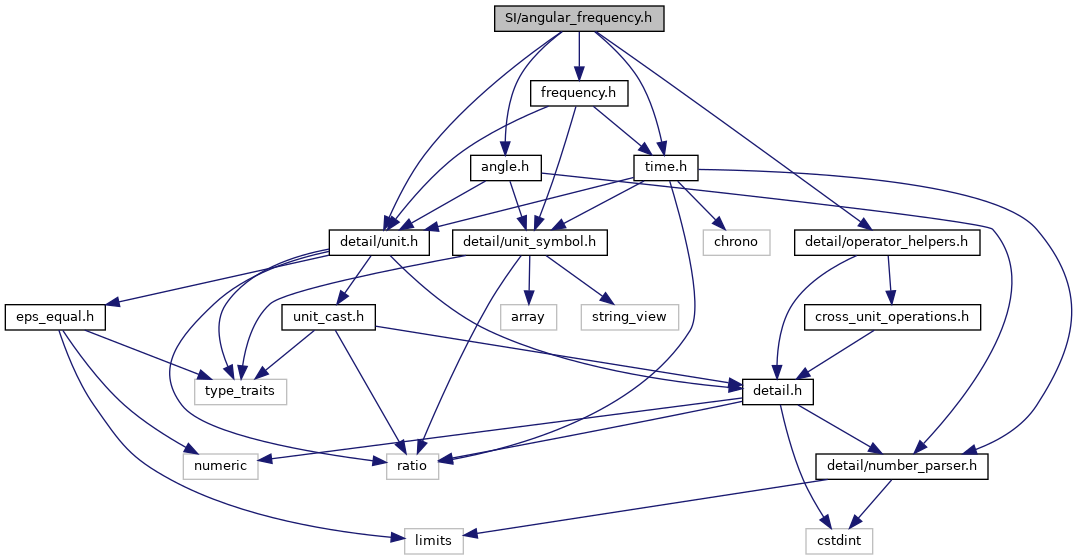 SI/angular_frequency.h
frequency.h
angle.h
time.h
detail/unit.h
detail/unit_symbol.h
chrono
detail/operator_helpers.h
eps_equal.h
unit_cast.h
array
string_view
cross_unit_operations.h
type_traits
detail.h
numeric
ratio
detail/number_parser.h
limits
cstdint